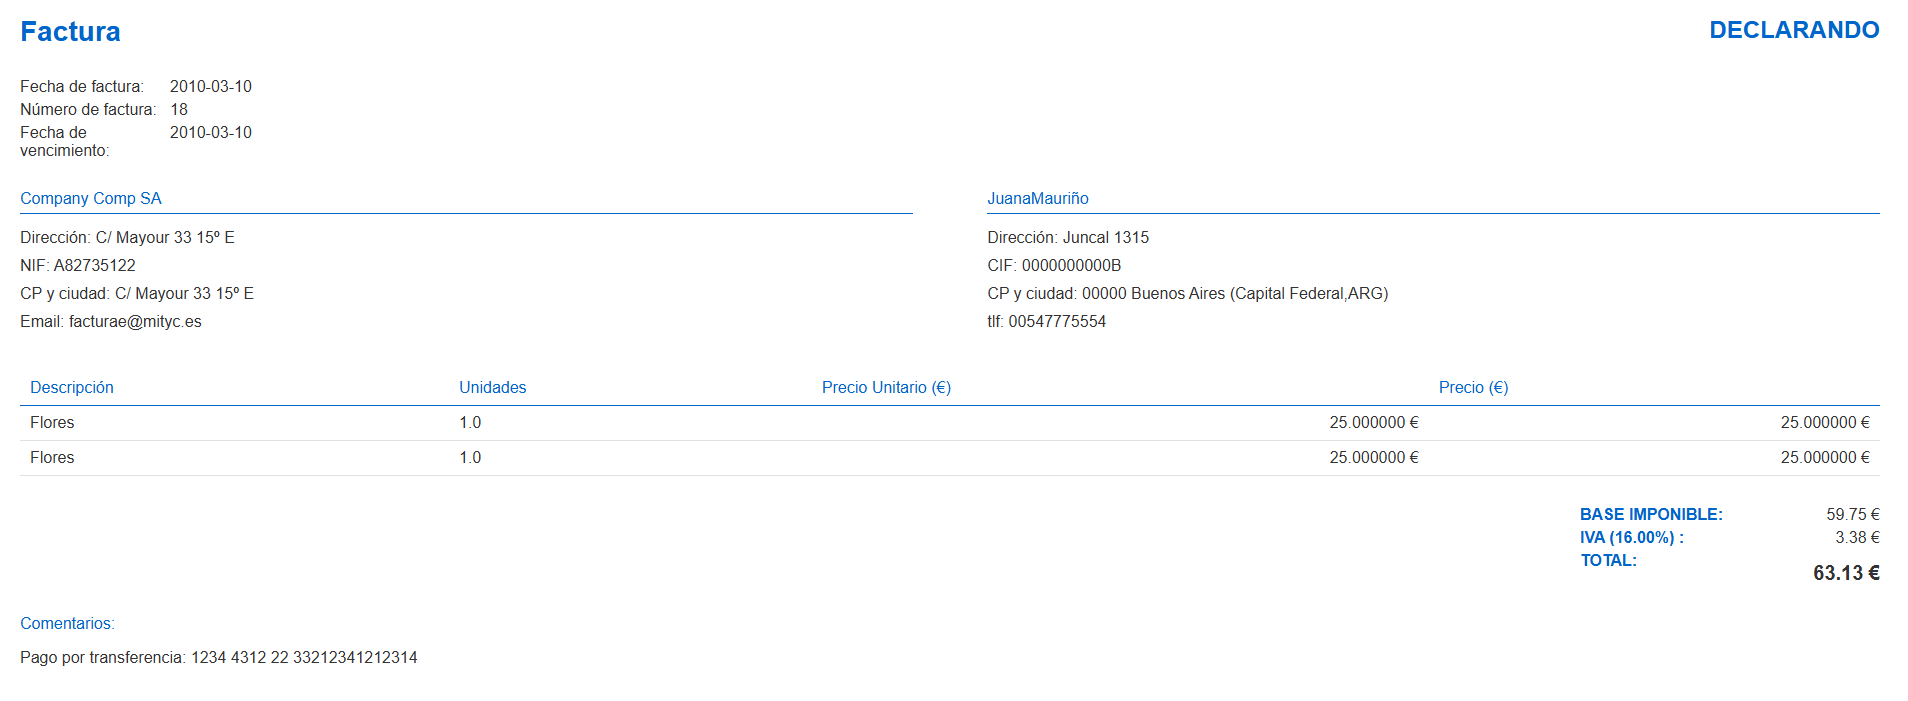 Factura
DECLARANDO
Fecha de factura: 2010-03-10
Número de factura: 18
Fecha de vencimiento: 2010-03-10
Company Comp SA
Dirección: C/ Mayour 33 15º E
NIF: A82735122
CP y ciudad: C/ Mayour 33 15º E
Email: facturae@mityc.es
JuanaMauriño
Dirección: Juncal 1315
CIF: 0000000000B
CP y ciudad: 00000 Buenos Aires (Capital Federal,ARG)
tlf: 00547775554
Descripción Unidades Precio Unitario (€) Precio (€)
Flores 1.0 25.000000 € 25.000000 €
Flores 1.0 25.000000 € 25.000000 €
BASE IMPONIBLE: 59.75 €
IVA (16.00%) : 3.38 €
TOTAL: 63.13 €
Comentarios:
Pago por transferencia: 1234 4312 22 33212341212314